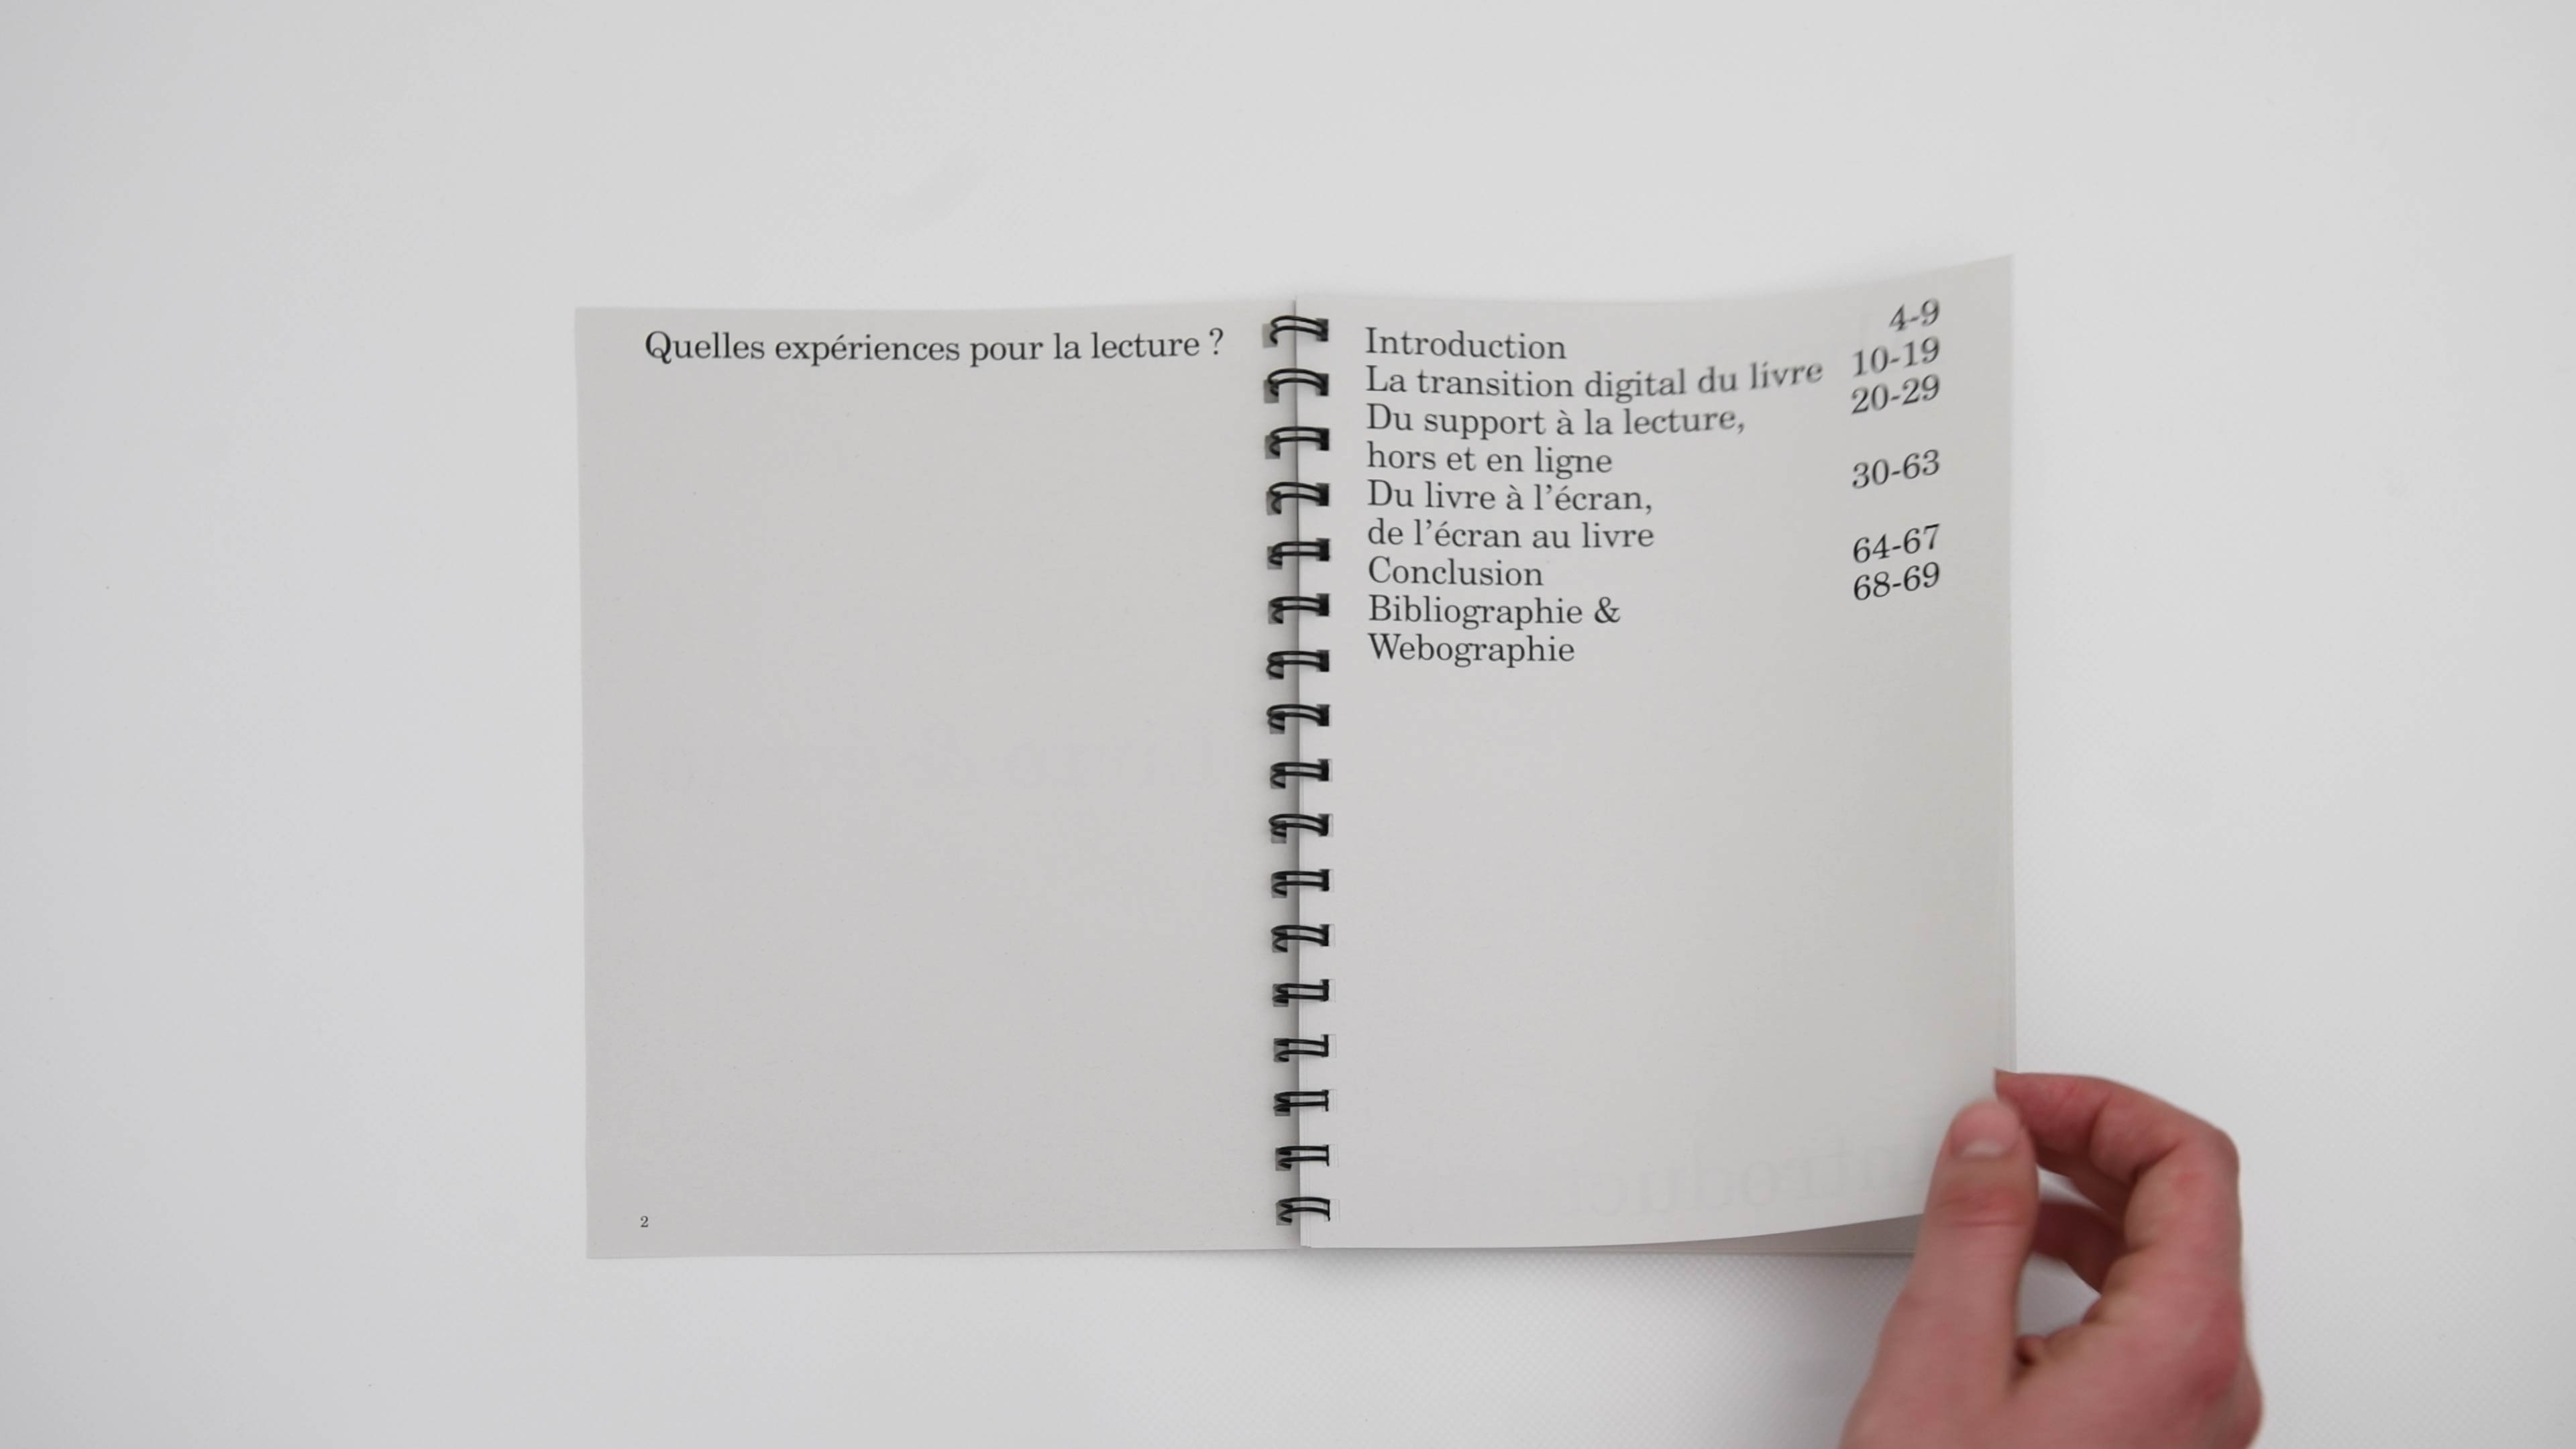 Quelles expériences pour la lecture ?
2
Introduction 4-9
La transition digital du livre 10-19
Du support à la lecture, 20-29
hors et en ligne
Du livre à l’écran, 30-63
de l’écran au livre
Conclusion 64-67
Bibliographie & 68-69
Webographie